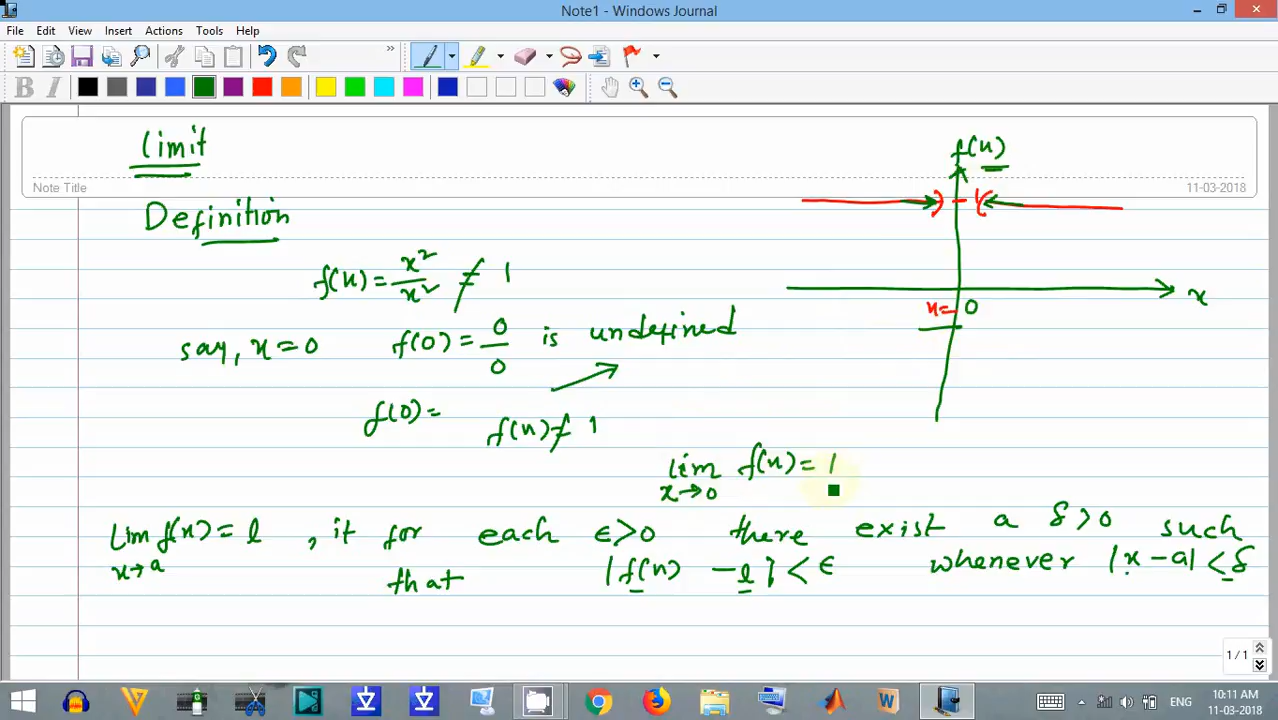 Note1 - Windows Journal
File Edit View Insert Actions Tools Help
Limit
Note Title
11-03-2018
f(x)
Definition
1
f(x) = x²/x² ≠ 1
x
x= 0
say, x = 0 f(0) = 0/0 is undefined
f(0) =
f(x) ≠ 1
lim x→0 f(x) = 1
lim x→a f(x) = l , it for each ϵ>0 there exist a δ>0 such
that |f(x) - l| < ϵ whenever |x - a| < δ
1/1
ENG
10:11 AM
11-03-2018